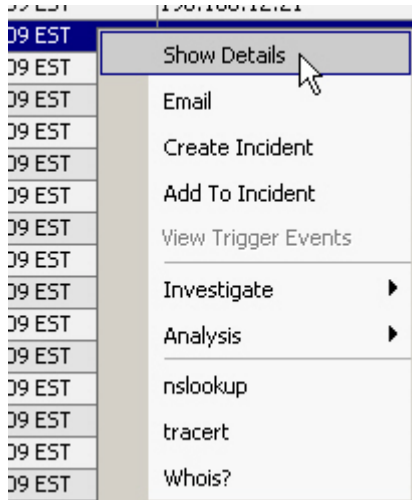 09 EST
Show Details
09 EST
09 EST
Email
09 EST
Create Incident
09 EST
09 EST
Add To Incident
09 EST
View Trigger Events
09 EST
09 EST
Investigate
09 EST
Analysis
09 EST
09 EST
nslookup
09 EST
tracert
09 EST
09 EST
Whois?